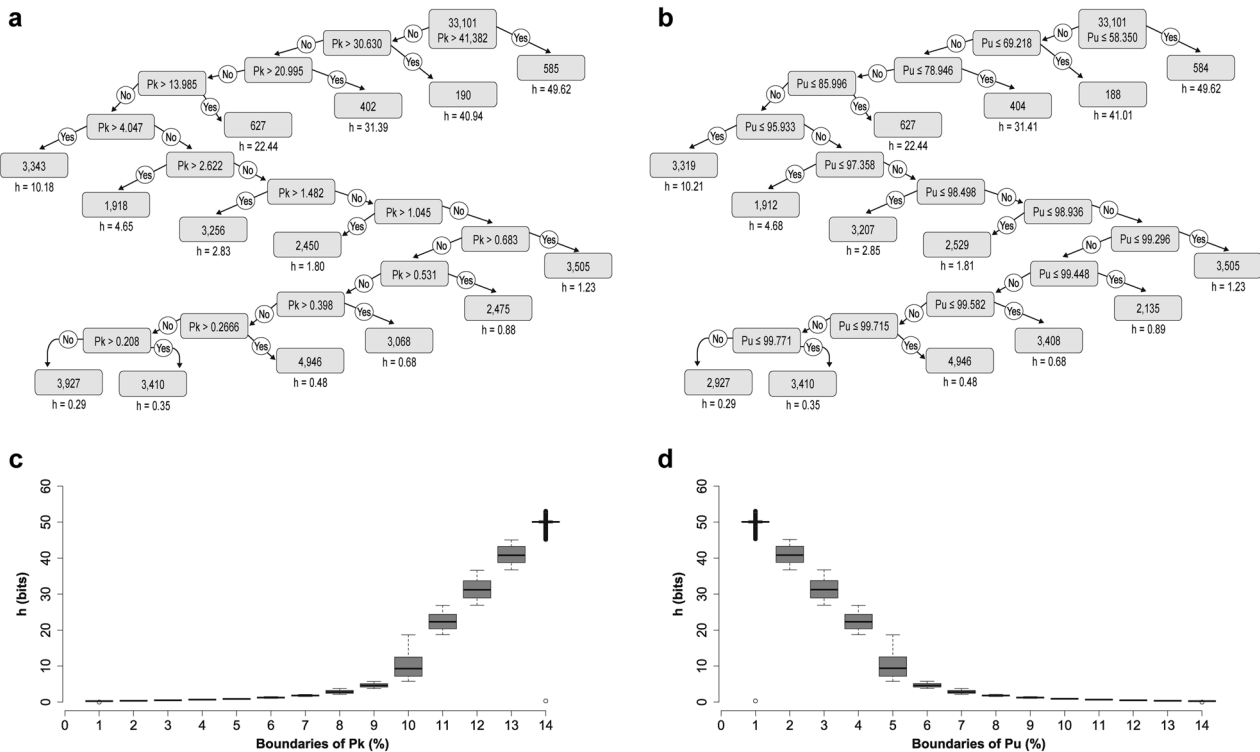 a
33,101
Pk > 41,382
No
Yes
585
h = 49.62
Pk > 30.630
No
Yes
190
h = 40.94
Pk > 20.995
No
Yes
402
h = 31.39
Pk > 13.985
No
Yes
627
h = 22.44
Pk > 4.047
Yes
No
3,343
h = 10.18
Pk > 2.622
Yes
No
1,918
h = 4.65
Pk > 1.482
Yes
No
3,256
h = 2.83
Pk > 1.045
Yes
No
2,450
h = 1.80
Pk > 0.683
No
Yes
3,505
h = 1.23
Pk > 0.531
No
Yes
2,475
h = 0.88
Pk > 0.398
No
Yes
3,068
h = 0.68
Pk > 0.2666
No
Yes
4,946
h = 0.48
Pk > 0.208
No
Yes
3,927
h = 0.29
3,410
h = 0.35
b
33,101
Pu ≤ 58.350
No
Yes
584
h = 49.62
Pu ≤ 69.218
No
Yes
188
h = 41.01
Pu ≤ 78.946
No
Yes
404
h = 31.41
Pu ≤ 85.996
No
Yes
627
h = 22.44
Pu ≤ 95.933
Yes
No
3,319
h = 10.21
Pu ≤ 97.358
Yes
No
1,912
h = 4.68
Pu ≤ 98.498
Yes
No
3,207
h = 2.85
Pu ≤ 98.936
Yes
No
2,529
h = 1.81
Pu ≤ 99.296
No
Yes
3,505
h = 1.23
Pu ≤ 99.448
No
Yes
2,135
h = 0.89
Pu ≤ 99.582
No
Yes
3,408
h = 0.68
Pu ≤ 99.715
No
Yes
4,946
h = 0.48
Pu ≤ 99.771
No
Yes
2,927
h = 0.29
3,410
h = 0.35
c
h (bits)
60
50
40
30
20
10
0
0 1 2 3 4 5 6 7 8 9 10 11 12 13 14
Boundaries of Pk (%)
d
h (bits)
60
50
40
30
20
10
0
0 1 2 3 4 5 6 7 8 9 10 11 12 13 14
Boundaries of Pu (%)